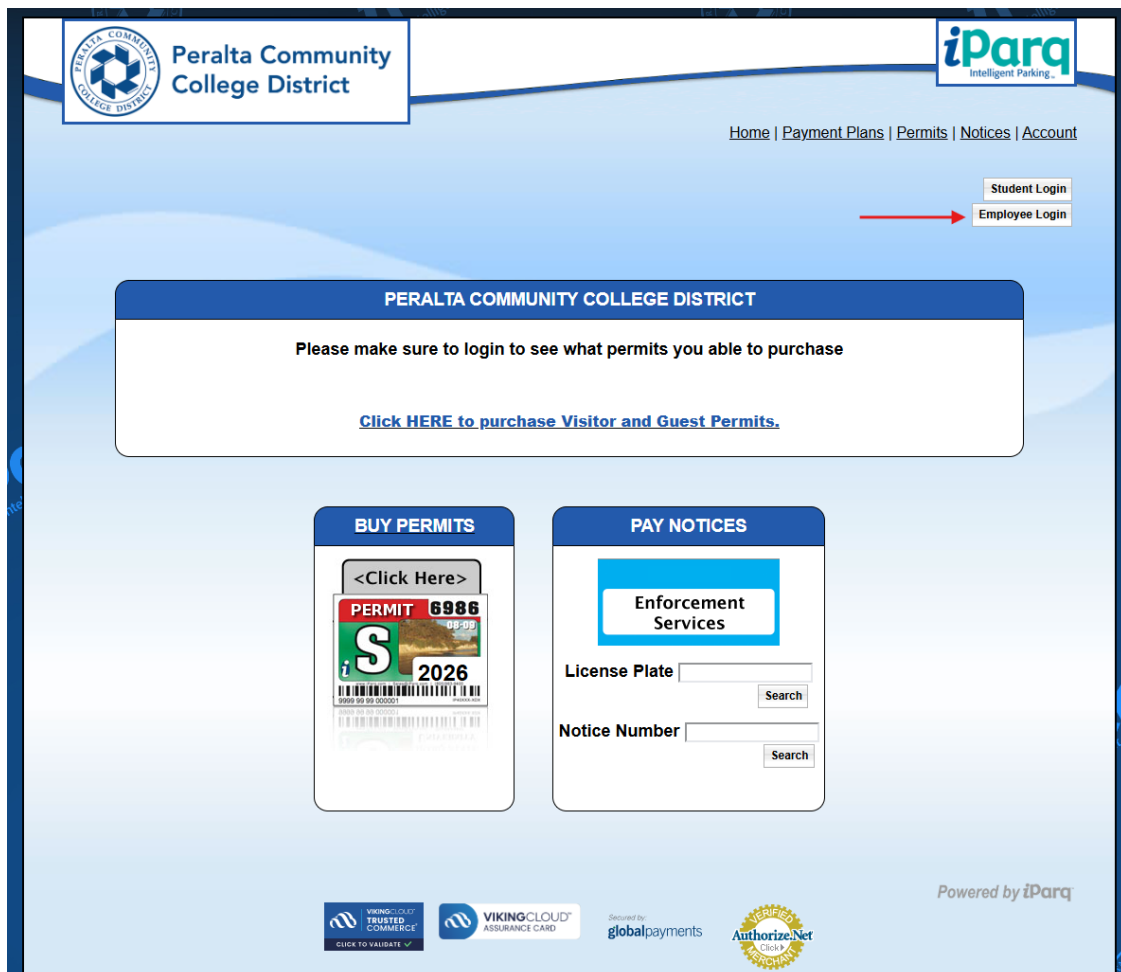 PERALTA COMMUNITY
COLLEGE DISTRICT
Peralta Community
College District
iParq
Intelligent Parking
Home | Payment Plans | Permits | Notices | Account
Student Login
Employee Login
PERALTA COMMUNITY COLLEGE DISTRICT
Please make sure to login to see what permits you able to purchase
Click HERE to purchase Visitor and Guest Permits.
BUY PERMITS
<Click Here>
PERMIT 6986
08-09
S
i
2026
9999 99 99 000001
PAY NOTICES
Enforcement
Services
License Plate
Search
Notice Number
Search
Powered by iParq
VIKINGCLOUD
TRUSTED
COMMERCE
CLICK TO VALIDATE ✓
VIKINGCLOUD
ASSURANCE CARD
Secured by:
globalpayments
VERIFIED
Authorize.Net
Click
MERCHANT